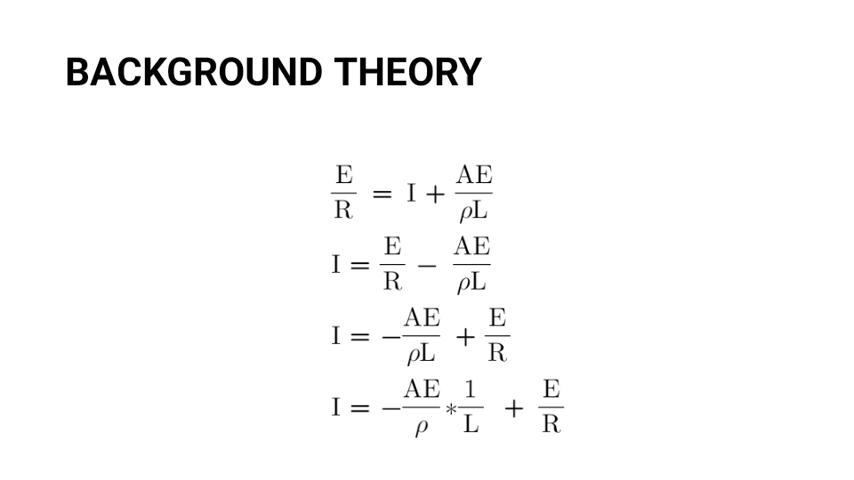 BACKGROUND THEORY
E/R = I + AE/ρL
I = E/R − AE/ρL
I = −AE/ρL + E/R
I = −AE/ρ * 1/L + E/R